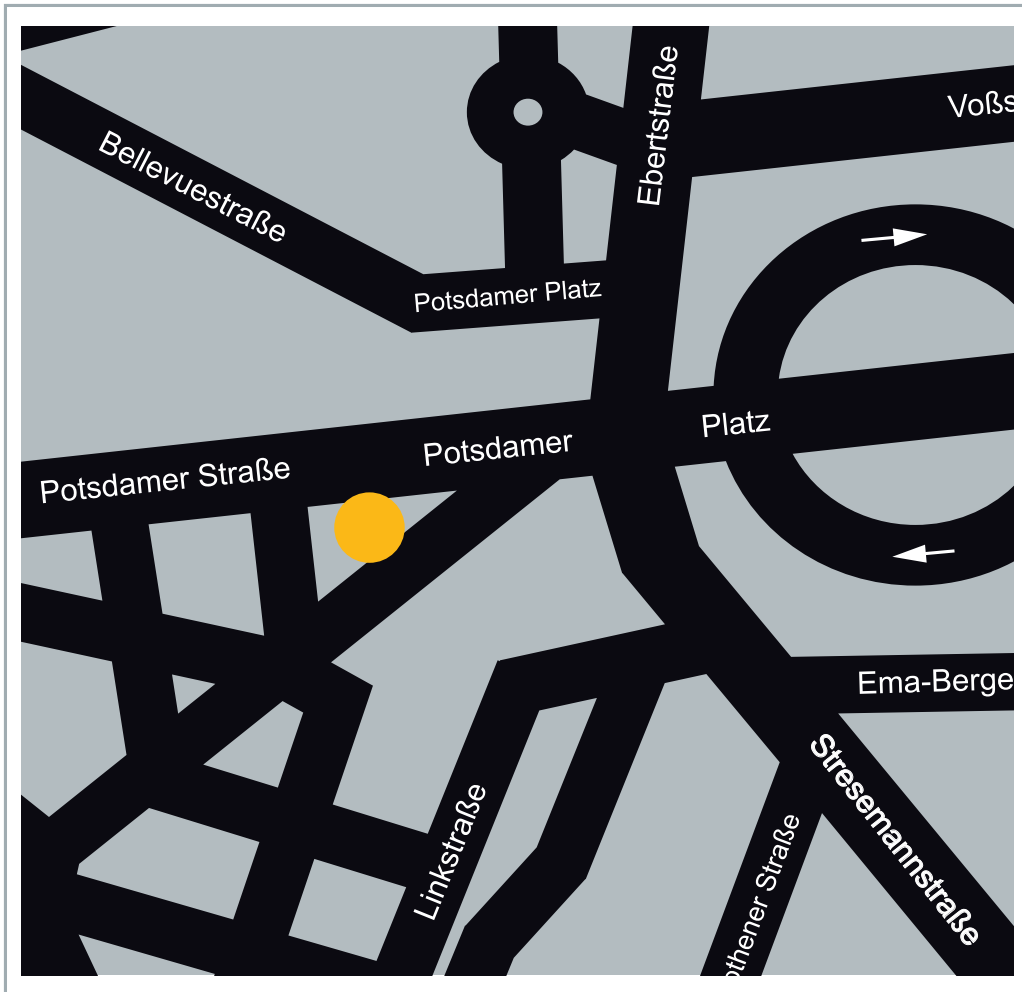 Ebertstraße
Voßs
Bellevuestraße
Potsdamer Platz
Platz
Potsdamer
Potsdamer Straße
Ema-Berge
Stresemannstraße
Linkstraße
othener Straße